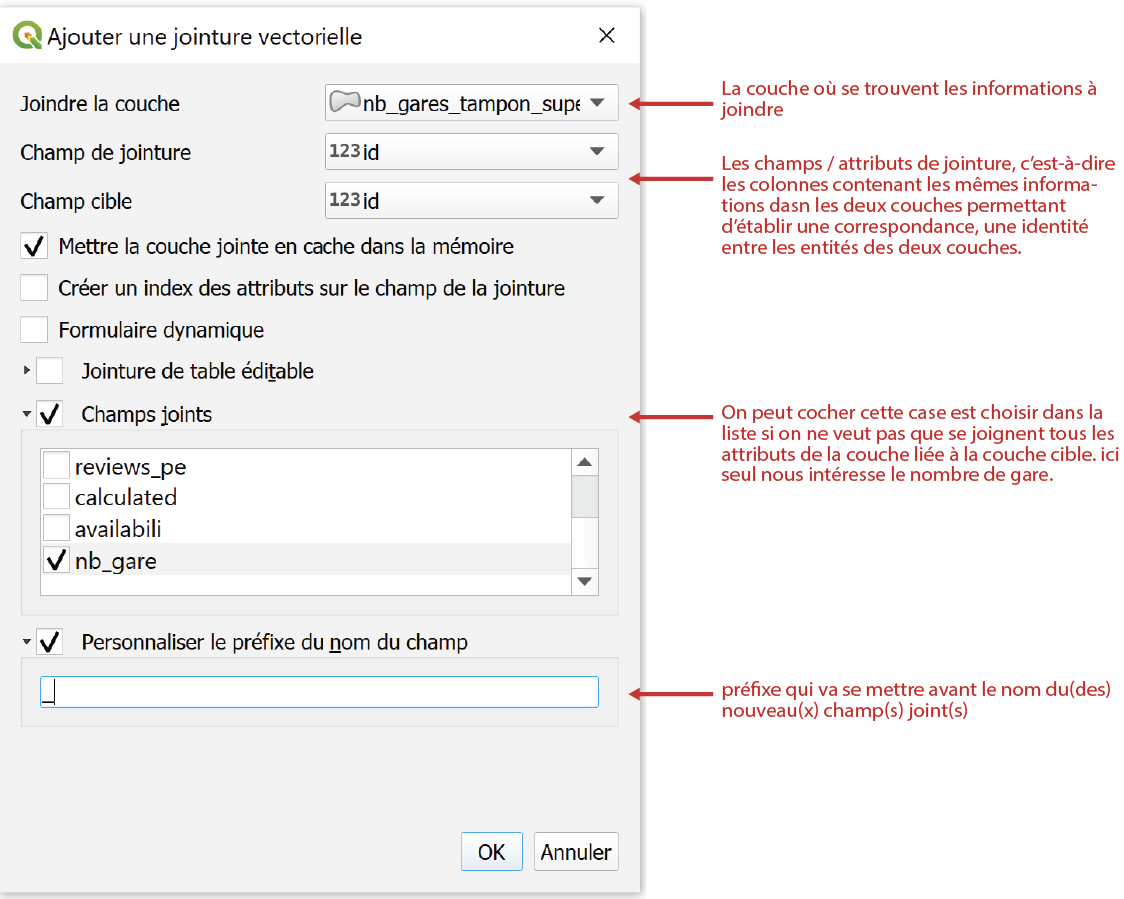 Ajouter une jointure vectorielle
Joindre la couche
nb_gares_tampon_supe
Champ de jointure
123 id
Champ cible
123 id
Mettre la couche jointe en cache dans la mémoire
Créer un index des attributs sur le champ de la jointure
Formulaire dynamique
Jointure de table éditable
Champs joints
reviews_pe
calculated
availabili
nb_gare
Personnaliser le préfixe du nom du champ
_
OK
Annuler
La couche où se trouvent les informations à
joindre
Les champs / attributs de jointure, c'est-à-dire
les colonnes contenant les mêmes informa-
tions dasn les deux couches permettant
d'établir une correspondance, une identité
entre les entités des deux couches.
On peut cocher cette case est choisir dans la
liste si on ne veut pas que se joignent tous les
attributs de la couche liée à la couche cible. ici
seul nous intéresse le nombre de gare.
préfixe qui va se mettre avant le nom du(des)
nouveau(x) champ(s) joint(s)